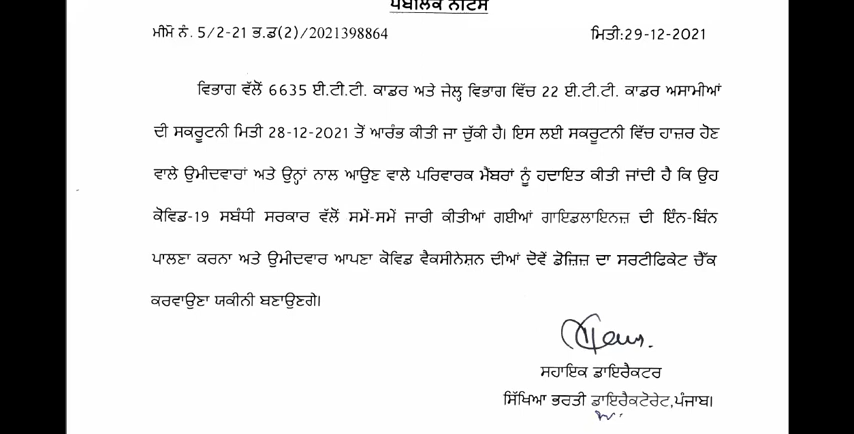 ਪਬਲਿਕ ਨੋਟਿਸ
ਮੀਮੋ ਨੰ. 5/2-21 ਭ.ਡ(2)/2021398864 ਮਿਤੀ:29-12-2021
ਵਿਭਾਗ ਵੱਲੋਂ 6635 ਈ.ਟੀ.ਟੀ. ਕਾਡਰ ਅਤੇ ਜੇਲ੍ਹ ਵਿਭਾਗ ਵਿੱਚ 22 ਈ.ਟੀ.ਟੀ. ਕਾਡਰ ਅਸਾਮੀਆਂ
ਦੀ ਸਕਰੂਟਨੀ ਮਿਤੀ 28-12-2021 ਤੋਂ ਆਰੰਭ ਕੀਤੀ ਜਾ ਚੁੱਕੀ ਹੈ। ਇਸ ਲਈ ਸਕਰੂਟਨੀ ਵਿੱਚ ਹਾਜ਼ਰ ਹੋਣ
ਵਾਲੇ ਉਮੀਦਵਾਰਾਂ ਅਤੇ ਉਨ੍ਹਾਂ ਨਾਲ ਆਉਣ ਵਾਲੇ ਪਰਿਵਾਰਕ ਮੈਬਰਾਂ ਨੂੰ ਹਦਾਇਤ ਕੀਤੀ ਜਾਂਦੀ ਹੈ ਕਿ ਉਹ
ਕੋਵਿਡ-19 ਸਬੰਧੀ ਸਰਕਾਰ ਵੱਲੋਂ ਸਮੇਂ-ਸਮੇਂ ਜਾਰੀ ਕੀਤੀਆਂ ਗਈਆਂ ਗਾਇਡਲਾਇਨਜ਼ ਦੀ ਇੰਨ-ਬਿੰਨ
ਪਾਲਣਾ ਕਰਨਾ ਅਤੇ ਉਮੀਦਵਾਰ ਆਪਣਾ ਕੋਵਿਡ ਵੈਕਸੀਨੇਸ਼ਨ ਦੀਆਂ ਦੋਵੇਂ ਡੋਜ਼ਿਜ਼ ਦਾ ਸਰਟੀਫਿਕੇਟ ਚੈੱਕ
ਕਰਵਾਉਣਾ ਯਕੀਨੀ ਬਣਾਉਣਗੇ।
ਸਹਾਇਕ ਡਾਇਰੈਕਟਰ
ਸਿੱਖਿਆ ਭਰਤੀ ਡਾਇਰੈਕਟੋਰੇਟ,ਪੰਜਾਬ।